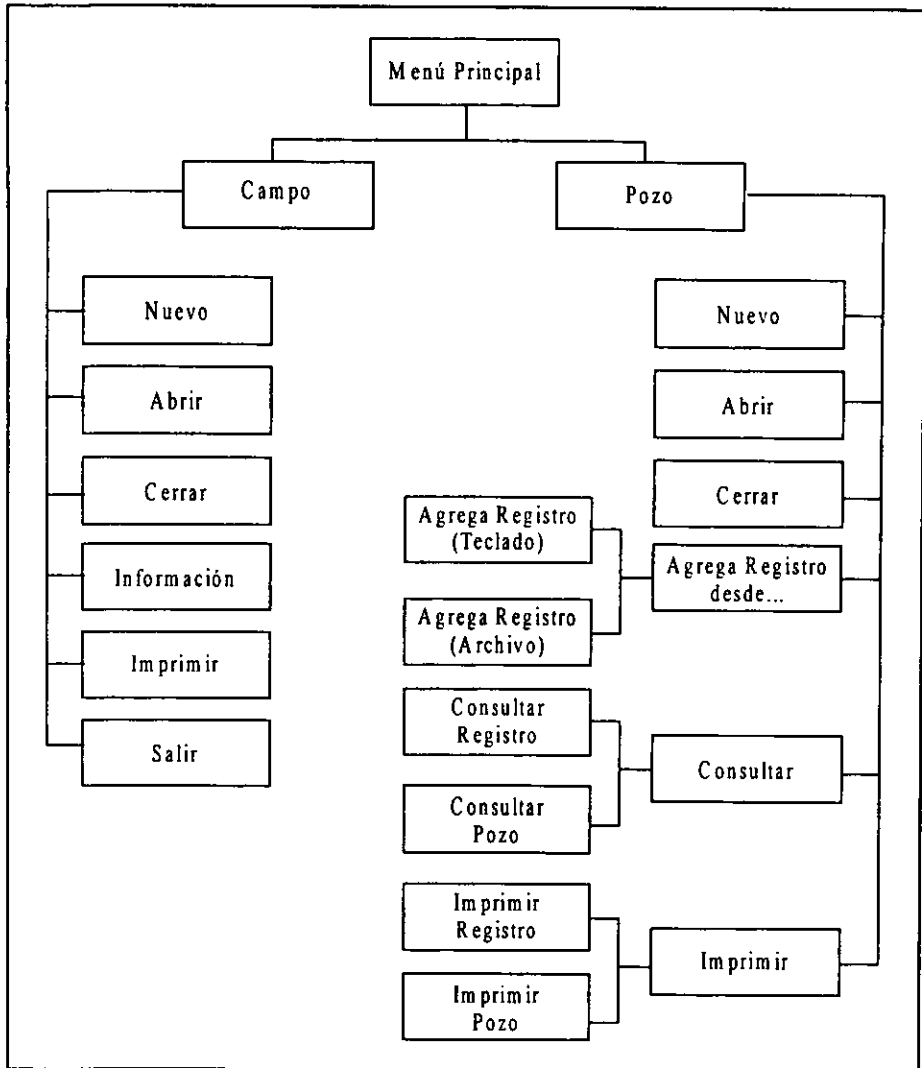 Menú Principal
Campo
Pozo
Nuevo
Abrir
Cerrar
Información
Imprimir
Salir
Nuevo
Abrir
Cerrar
Agrega Registro
desde...
Agrega Registro
(Teclado)
Agrega Registro
(Archivo)
Consultar
Consultar
Registro
Consultar
Pozo
Imprimir
Imprimir
Registro
Imprimir
Pozo